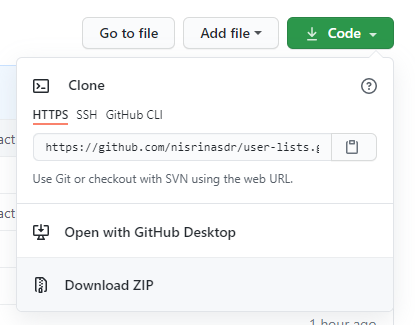 Go to file Add file Code
Clone
HTTPS SSH GitHub CLI
act
https://github.com/nisrinasdr/user-lists.g
Use Git or checkout with SVN using the web URL.
act
Open with GitHub Desktop
Download ZIP
1 hour ago